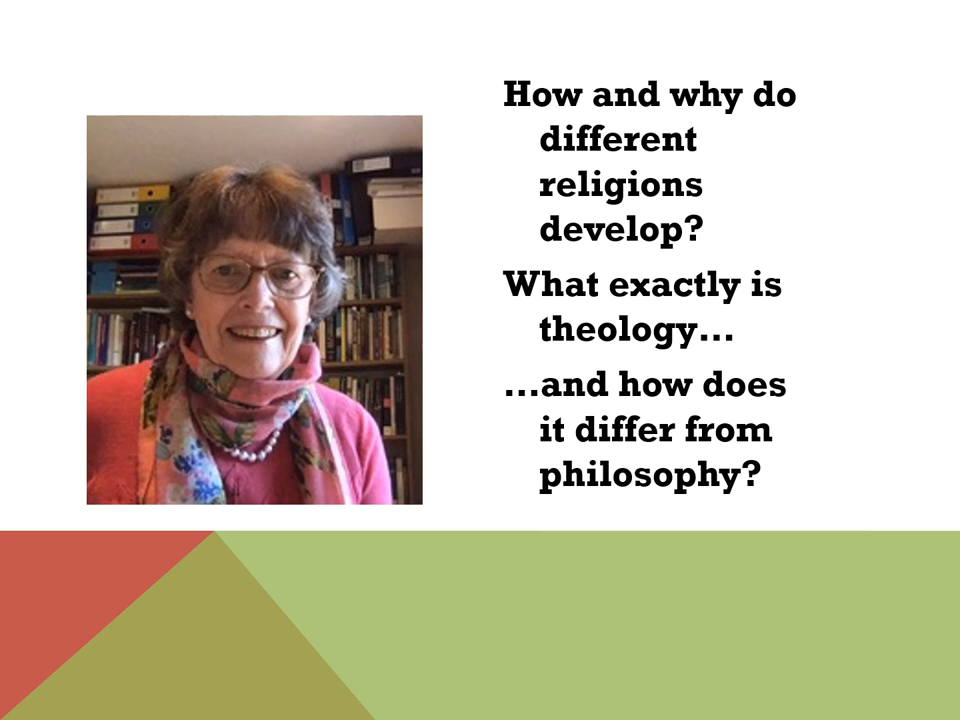 How and why do
different
religions
develop?
What exactly is
theology…
…and how does
it differ from
philosophy?